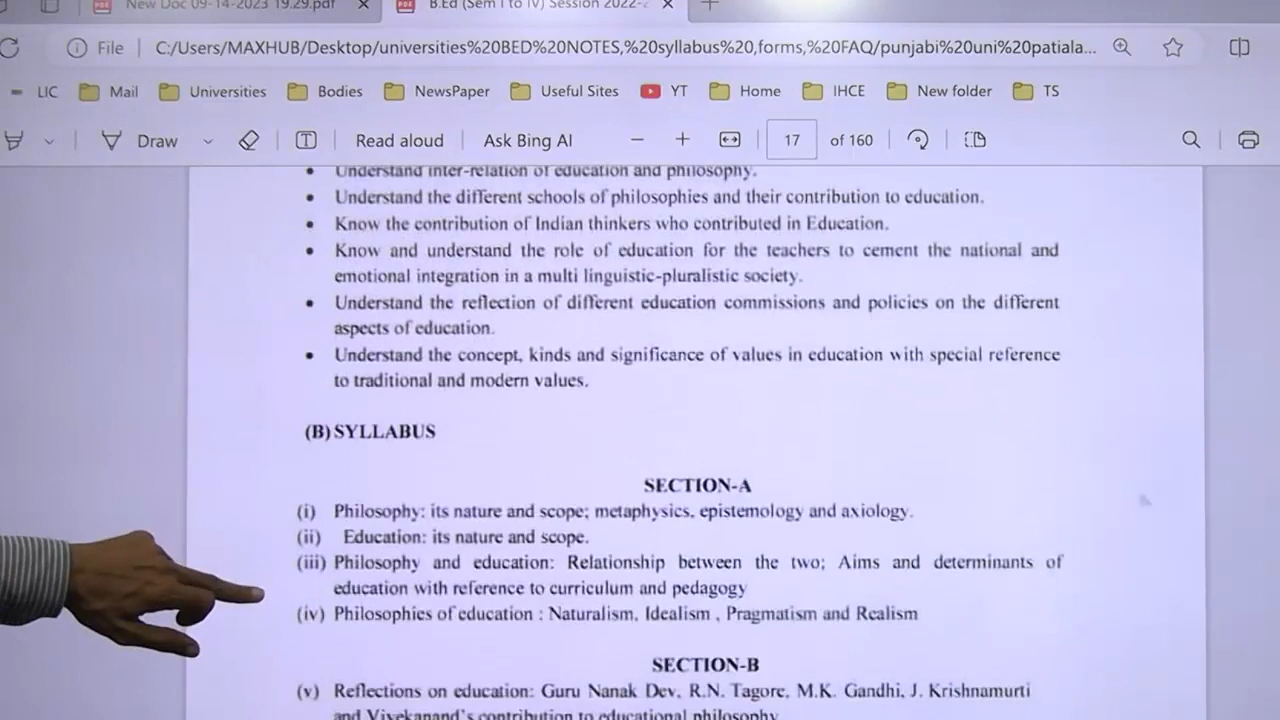 New Doc 09-14-2023 19.29.pdf
B.Ed (Sem I to IV) Session 2022-2
File C:/Users/MAXHUB/Desktop/universities%20BED%20NOTES,%20syllabus%20,forms,%20FAQ/punjabi%20uni%20patiala...
LIC Mail Universities Bodies NewsPaper Useful Sites YT Home IHCE New folder TS
Draw Read aloud Ask Bing AI 17 of 160
• Understand inter-relation of education and philosophy.
• Understand the different schools of philosophies and their contribution to education.
• Know the contribution of Indian thinkers who contributed in Education.
• Know and understand the role of education for the teachers to cement the national and
emotional integration in a multi linguistic-pluralistic society.
• Understand the reflection of different education commissions and policies on the different
aspects of education.
• Understand the concept, kinds and significance of values in education with special reference
to traditional and modern values.
(B) SYLLABUS
SECTION-A
(i) Philosophy: its nature and scope; metaphysics, epistemology and axiology.
(ii) Education: its nature and scope.
(iii) Philosophy and education: Relationship between the two; Aims and determinants of
education with reference to curriculum and pedagogy
(iv) Philosophies of education : Naturalism, Idealism , Pragmatism and Realism
SECTION-B
(v) Reflections on education: Guru Nanak Dev, R.N. Tagore, M.K. Gandhi, J. Krishnamurti
and Vivekanand's contribution to educational philosophy